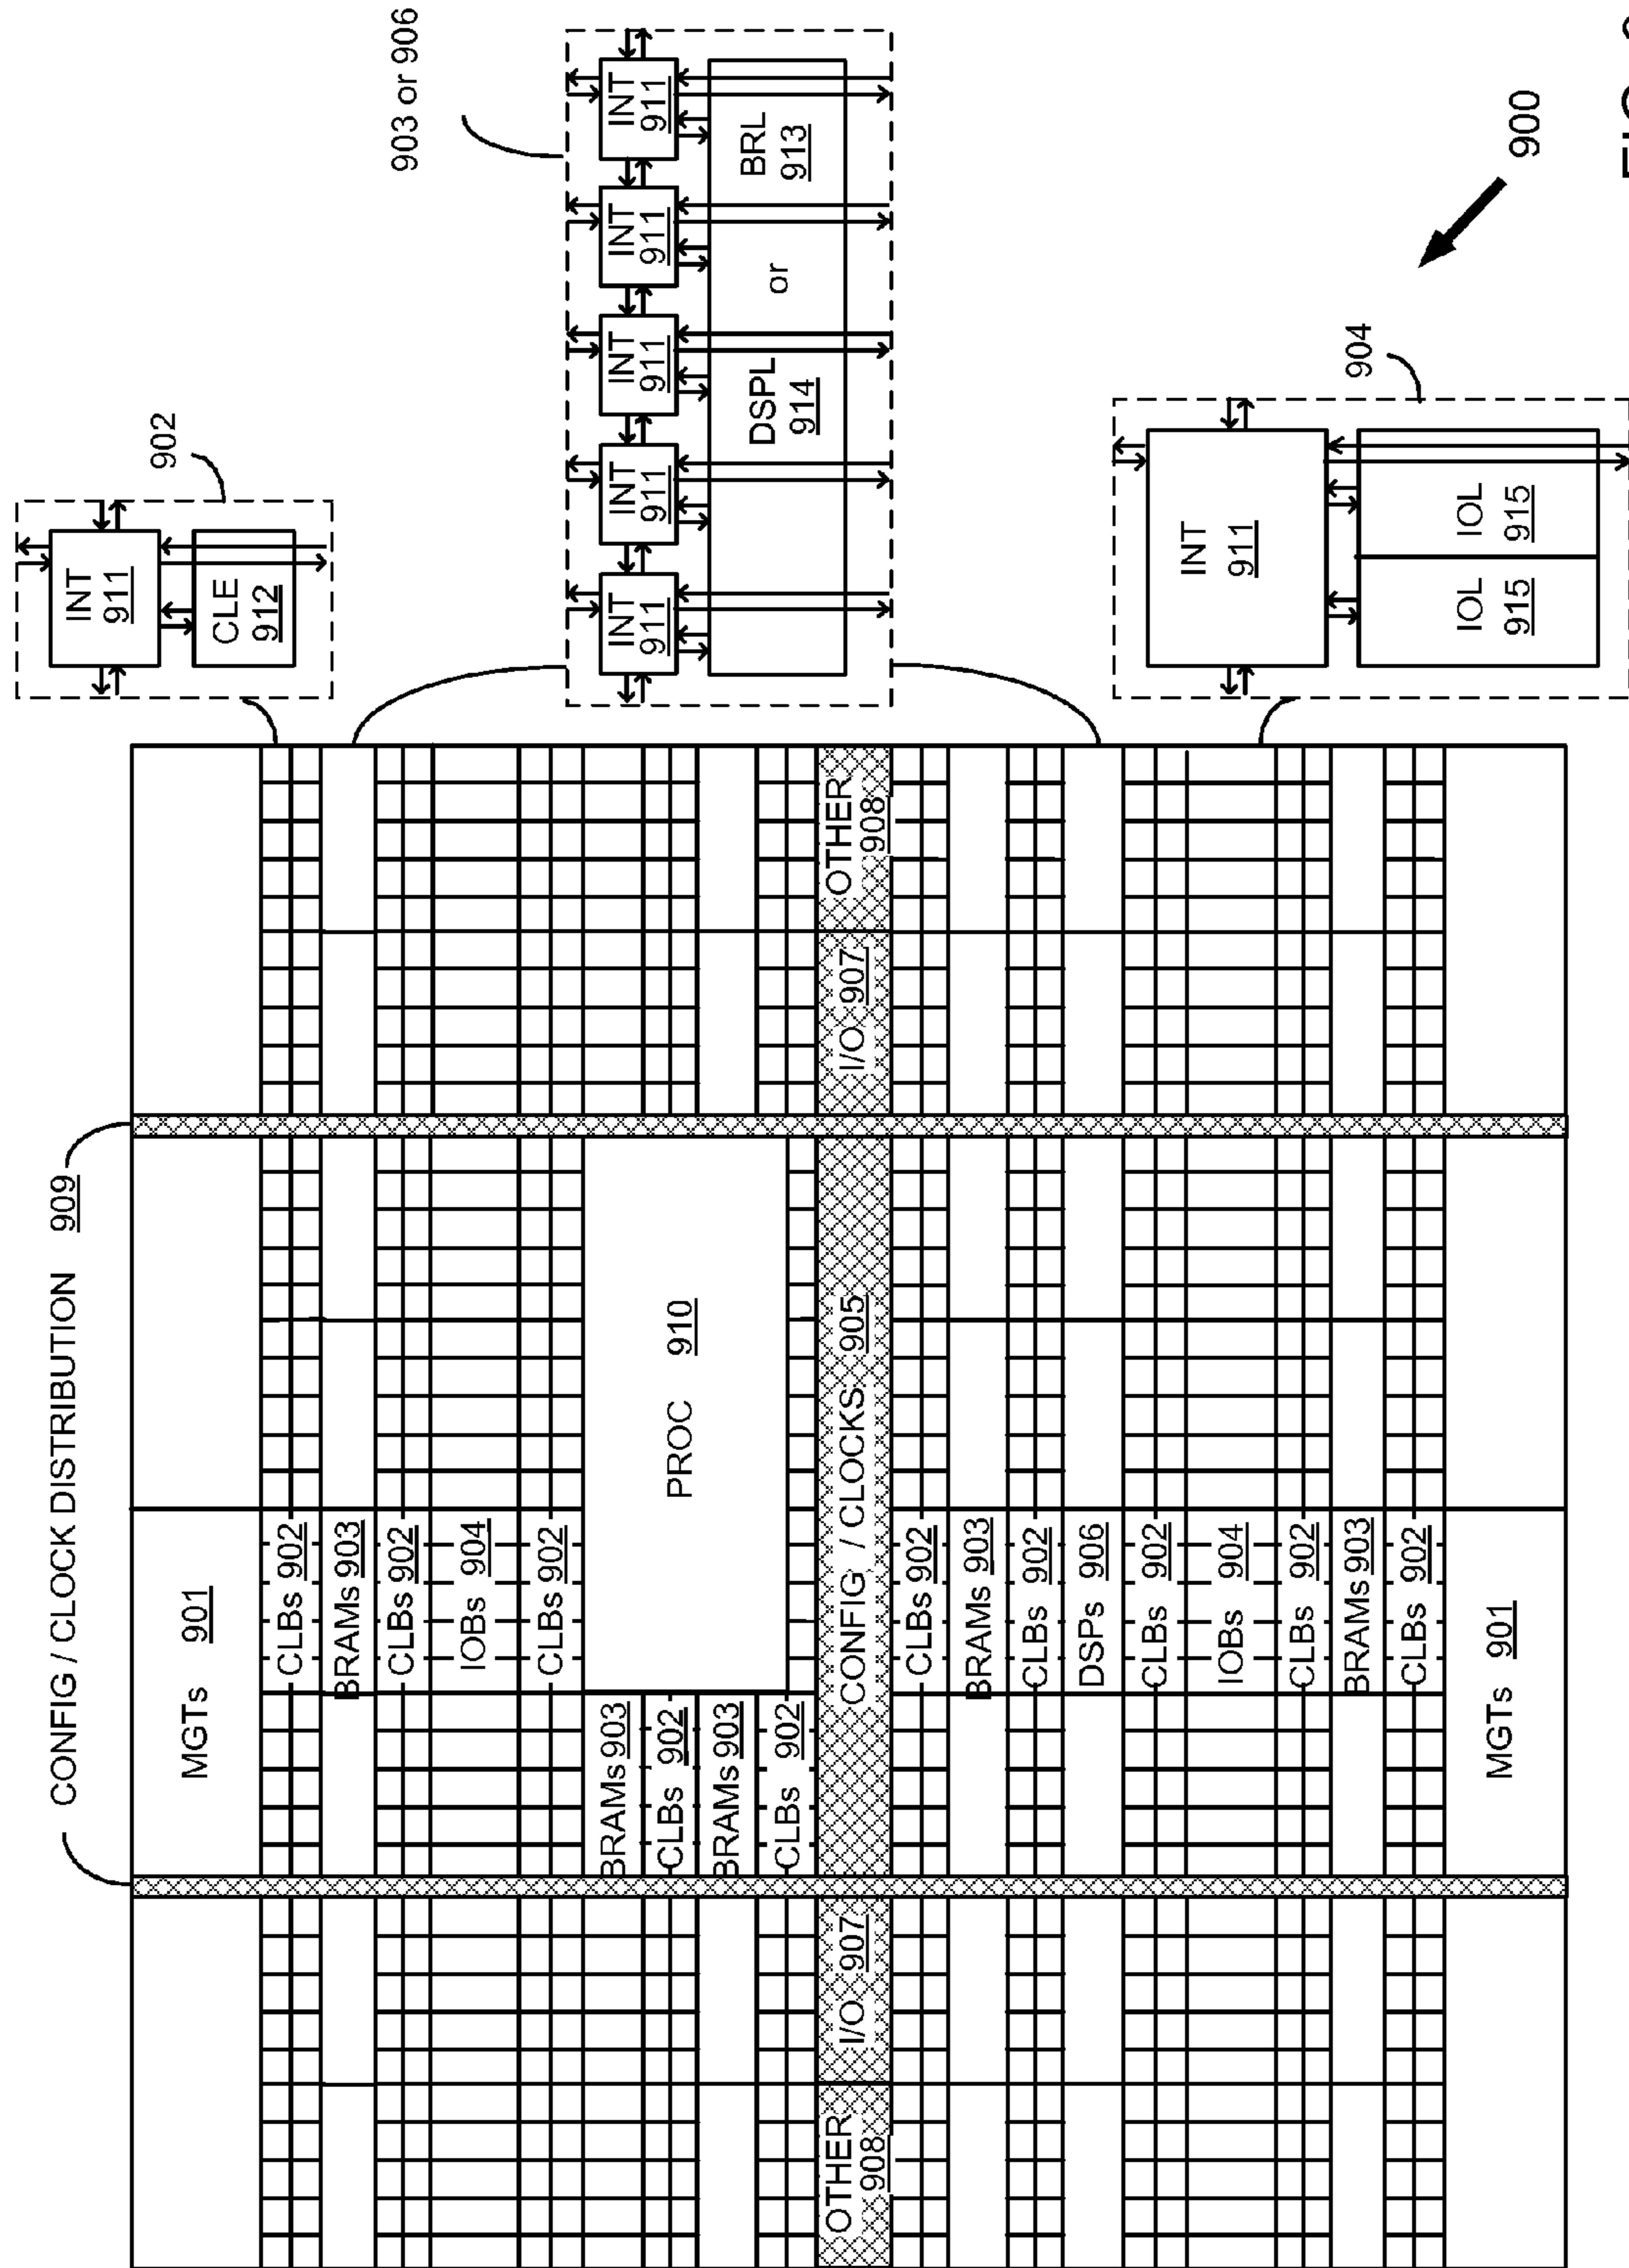 CONFIG / CLOCK DISTRIBUTION 909
MGTs 901
CLBs 902
BRAMs 903
CLBs 902
IOBs 904
CLBs 902
PROC 910
BRAMs 903
CLBs 902
BRAMs 903
CLBs 902
OTHER 
908
I/O 907
CONFIG / CLOCKS 905
I/O 907
OTHER
908
CLBs 902
BRAMs 903
CLBs 902
DSPs 906
CLBs 902
IOBs 904
CLBs 902
BRAMs 903
CLBs 902
MGTs 901
904
INT
911
IOL
915
IOL
915
903 or 906
INT
911
INT
911
INT
911
INT
911
INT
911
DSPL
914
or
BRL
913
902
INT
911
CLE
912
900